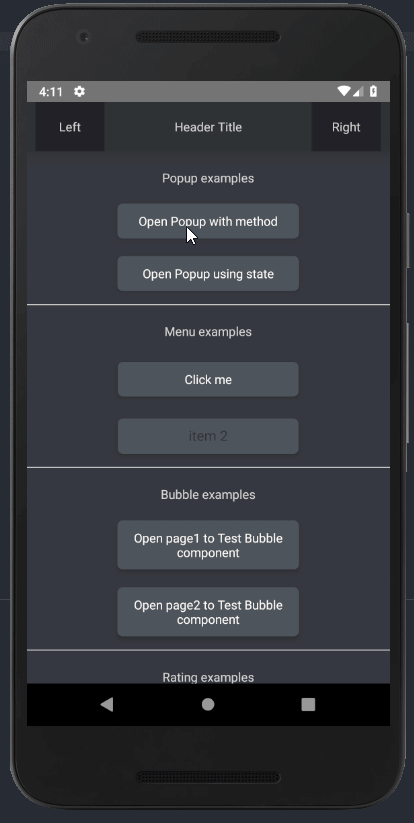 4:11
Left Header Title Right
Popup examples
Open Popup with method
Open Popup using state
Menu examples
Click me
item 2
Bubble examples
Open page1 to Test Bubble
component
Open page2 to Test Bubble
component
Rating examples